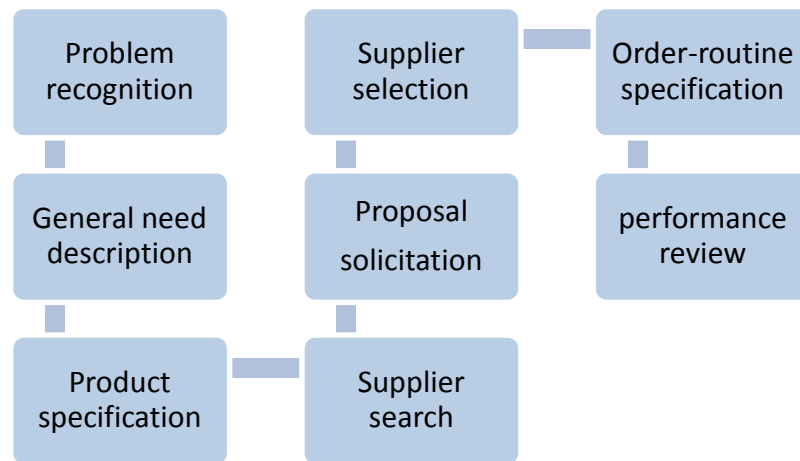 Problem
recognition
General need
description
Product
specification
Supplier
search
Proposal
solicitation
Supplier
selection
Order-routine
specification
performance
review